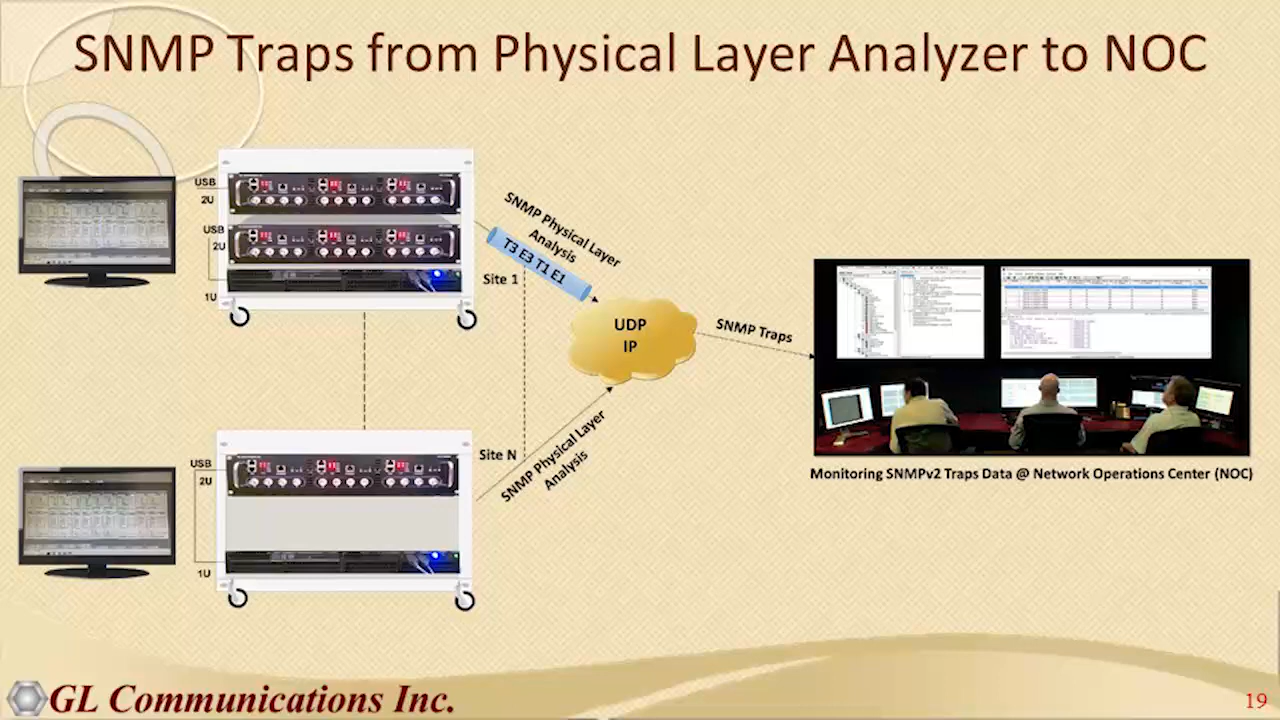 SNMP Traps from Physical Layer Analyzer to NOC
USB
2U
USB
2U
1U
SNMP Physical Layer
Analysis
T3 E3 T1 E1
Site 1
UDP
IP
SNMP Traps
Site N
SNMP Physical Layer
Analysis
USB
2U
1U
Monitoring SNMPv2 Traps Data @ Network Operations Center (NOC)
GL Communications Inc.
19